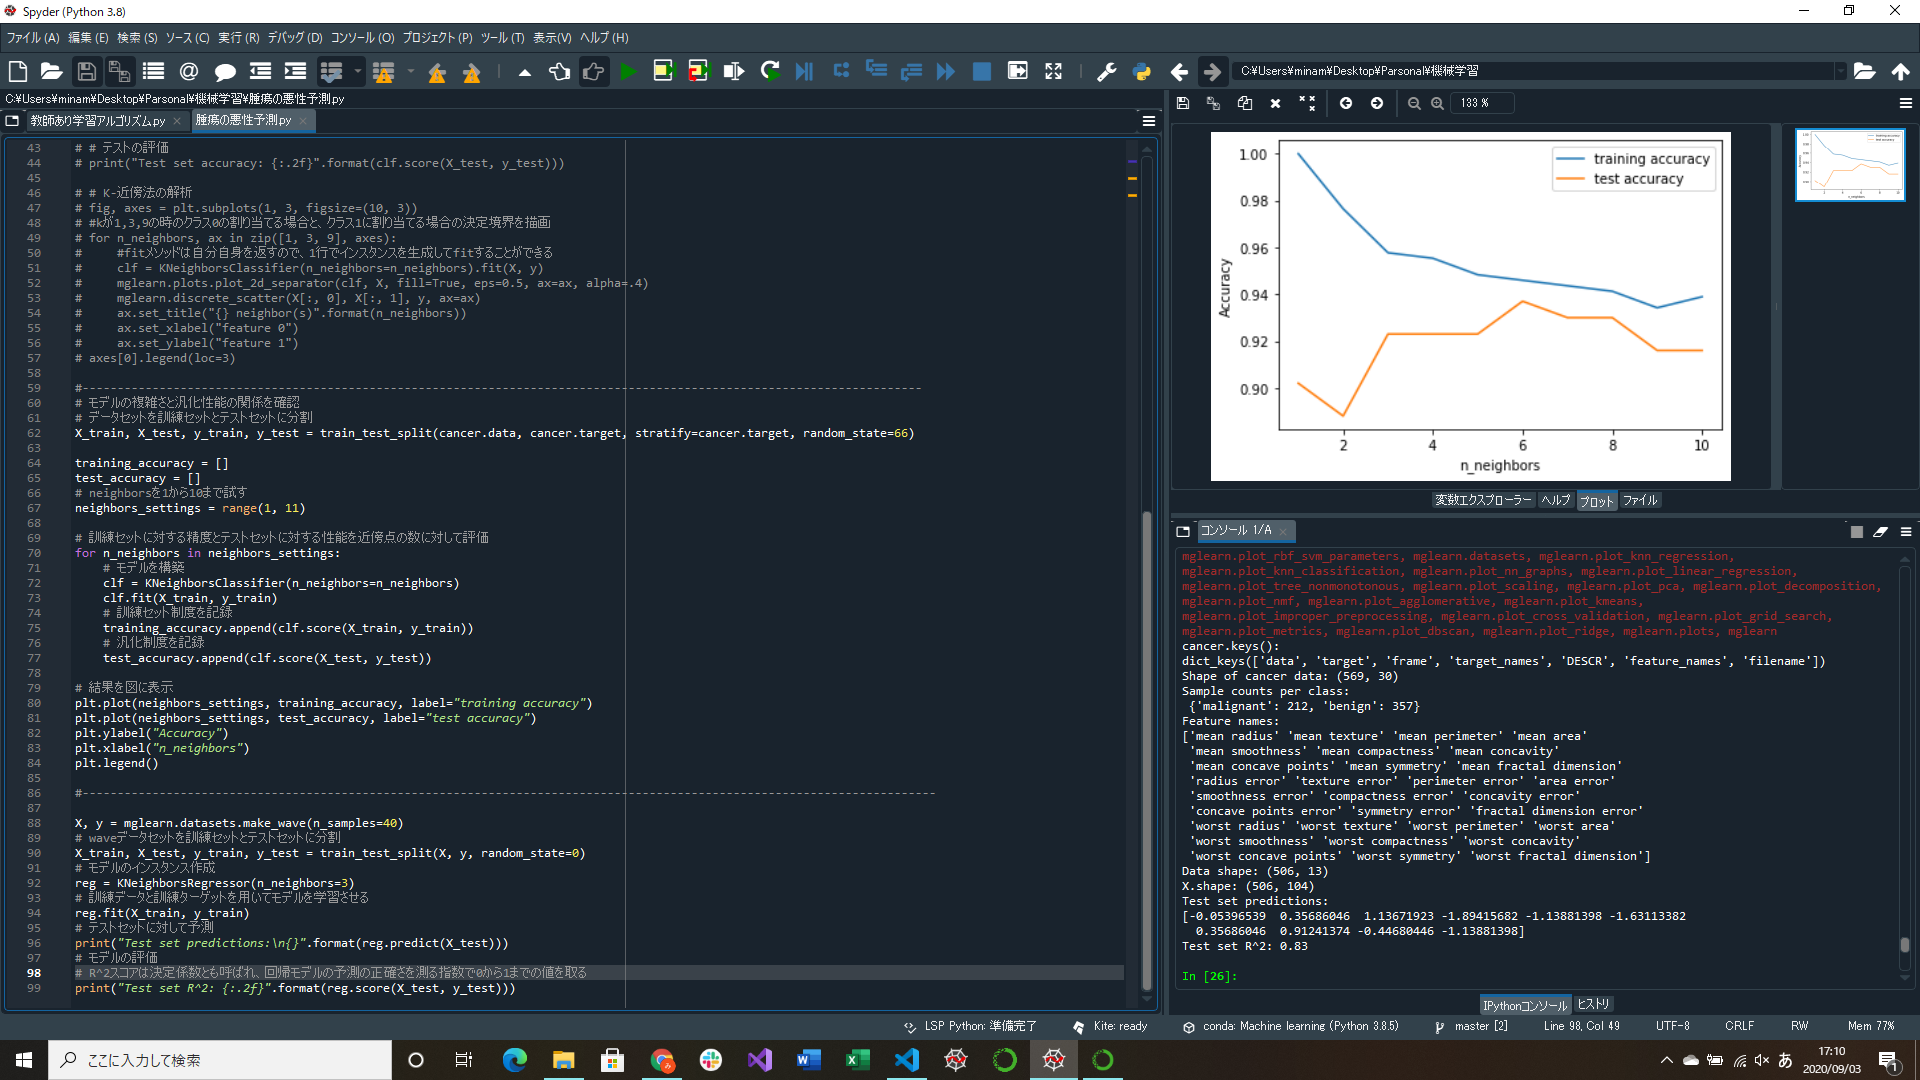 Spyder (Python 3.8)
ファイル (A) 編集 (E) 検索 (S) ソース (C) 実行 (R) デバッグ (D) コンソール (O) プロジェクト (P) ツール (T) 表示(V) ヘルプ (H)
C:¥Users¥minam¥Desktop¥Parsonal¥機械学習
C:¥Users¥minam¥Desktop¥Parsonal¥機械学習¥腫瘍の悪性予測.py
教師あり学習アルゴリズム.py
腫瘍の悪性予測.py
43 # # テストの評価
44 # print("Test set accuracy: {:.2f}".format(clf.score(X_test, y_test)))
45
46 # # K-近傍法の解析
47 # fig, axes = plt.subplots(1, 3, figsize=(10, 3))
48 # #kが1,3,9の時のクラス0の割り当てる場合と、クラス1に割り当てる場合の決定境界を描画
49 # for n_neighbors, ax in zip([1, 3, 9], axes):
50 #     #fitメソッドは自分自身を返すので、1行でインスタンスを生成してfitすることができる
51 #     clf = KNeighborsClassifier(n_neighbors=n_neighbors).fit(X, y)
52 #     mglearn.plots.plot_2d_separator(clf, X, fill=True, eps=0.5, ax=ax, alpha=.4)
53 #     mglearn.discrete_scatter(X[:, 0], X[:, 1], y, ax=ax)
54 #     ax.set_title("{} neighbor(s)".format(n_neighbors))
55 #     ax.set_xlabel("feature 0")
56 #     ax.set_ylabel("feature 1")
57 # axes[0].legend(loc=3)
58
59 #------------------------------------------------------------------------------------------------------------------------
60 # モデルの複雑さと汎化性能の関係を確認
61 # データセットを訓練セットとテストセットに分割
62 X_train, X_test, y_train, y_test = train_test_split(cancer.data, cancer.target, stratify=cancer.target, random_state=66)
63
64 training_accuracy = []
65 test_accuracy = []
66 # neighborsを1から10まで試す
67 neighbors_settings = range(1, 11)
68
69 # 訓練セットに対する精度とテストセットに対する性能を近傍点の数に対して評価
70 for n_neighbors in neighbors_settings:
71     # モデルを構築
72     clf = KNeighborsClassifier(n_neighbors=n_neighbors)
73     clf.fit(X_train, y_train)
74     # 訓練セット制度を記録
75     training_accuracy.append(clf.score(X_train, y_train))
76     # 汎化制度を記録
77     test_accuracy.append(clf.score(X_test, y_test))
78
79 # 結果を図に表示
80 plt.plot(neighbors_settings, training_accuracy, label="training accuracy")
81 plt.plot(neighbors_settings, test_accuracy, label="test accuracy")
82 plt.ylabel("Accuracy")
83 plt.xlabel("n_neighbors")
84 plt.legend()
85
86 #--------------------------------------------------------------------------------------------------------------------------
87
88 X, y = mglearn.datasets.make_wave(n_samples=40)
89 # waveデータセットを訓練セットとテストセットに分割
90 X_train, X_test, y_train, y_test = train_test_split(X, y, random_state=0)
91 # モデルのインスタンス作成
92 reg = KNeighborsRegressor(n_neighbors=3)
93 # 訓練データと訓練ターゲットを用いてモデルを学習させる
94 reg.fit(X_train, y_train)
95 # テストセットに対して予測
96 print("Test set predictions:\n{}".format(reg.predict(X_test)))
97 # モデルの評価
98 # R^2スコアは決定係数とも呼ばれ、回帰モデルの予測の正確さを測る指数で0から1までの値を取る
99 print("Test set R^2: {:.2f}".format(reg.score(X_test, y_test)))
133 %
1.00
0.98
0.96
0.94
0.92
0.90
Accuracy
training accuracy
test accuracy
2 4 6 8 10
n_neighbors
変数エクスプローラー ヘルプ プロット ファイル
コンソール 1/A
mglearn.plot_rbf_svm_parameters, mglearn.datasets, mglearn.plot_knn_regression,
mglearn.plot_knn_classification, mglearn.plot_nn_graphs, mglearn.plot_linear_regression,
mglearn.plot_tree_nonmonotonous, mglearn.plot_scaling, mglearn.plot_pca, mglearn.plot_decomposition,
mglearn.plot_nmf, mglearn.plot_agglomerative, mglearn.plot_kmeans,
mglearn.plot_improper_preprocessing, mglearn.plot_cross_validation, mglearn.plot_grid_search,
mglearn.plot_metrics, mglearn.plot_dbscan, mglearn.plot_ridge, mglearn.plots, mglearn
cancer.keys():
dict_keys(['data', 'target', 'frame', 'target_names', 'DESCR', 'feature_names', 'filename'])
Shape of cancer data: (569, 30)
Sample counts per class:
{'malignant': 212, 'benign': 357}
Feature names:
['mean radius' 'mean texture' 'mean perimeter' 'mean area'
'mean smoothness' 'mean compactness' 'mean concavity'
'mean concave points' 'mean symmetry' 'mean fractal dimension'
'radius error' 'texture error' 'perimeter error' 'area error'
'smoothness error' 'compactness error' 'concavity error'
'concave points error' 'symmetry error' 'fractal dimension error'
'worst radius' 'worst texture' 'worst perimeter' 'worst area'
'worst smoothness' 'worst compactness' 'worst concavity'
'worst concave points' 'worst symmetry' 'worst fractal dimension']
Data shape: (506, 13)
X.shape: (506, 104)
Test set predictions:
[-0.05396539  0.35686046  1.13671923 -1.89415682 -1.13881398 -1.63113382
0.35686046  0.91241374 -0.44680446 -1.13881398]
Test set R^2: 0.83
In [26]:
IPythonコンソール ヒストリ
LSP Python: 準備完了 Kite: ready conda: Machine learning (Python 3.8.5) master [2] Line 98, Col 49 UTF-8 CRLF RW Mem 77%
ここに入力して検索
あ
17:10
2020/09/03
1